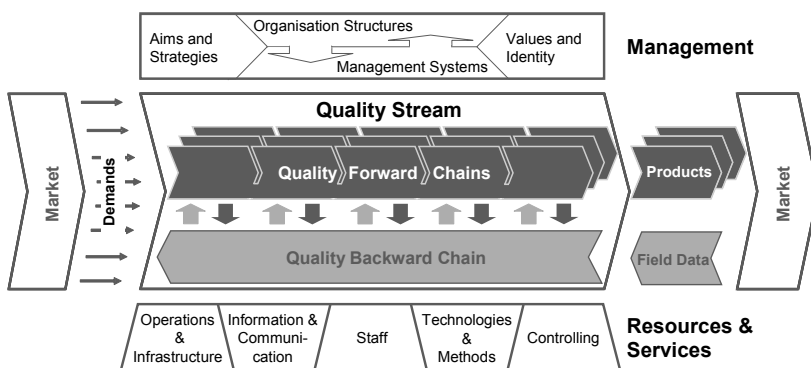 Aims and
Strategies
Organisation Structures
Management Systems
Values and
Identity
Management
Market
Demands
Quality Stream
Quality Forward Chains
Quality Backward Chain
Products
Field Data
Market
Operations
&
Infrastructure
Information &
Communi-
cation
Staff
Technologies
&
Methods
Controlling
Resources &
Services